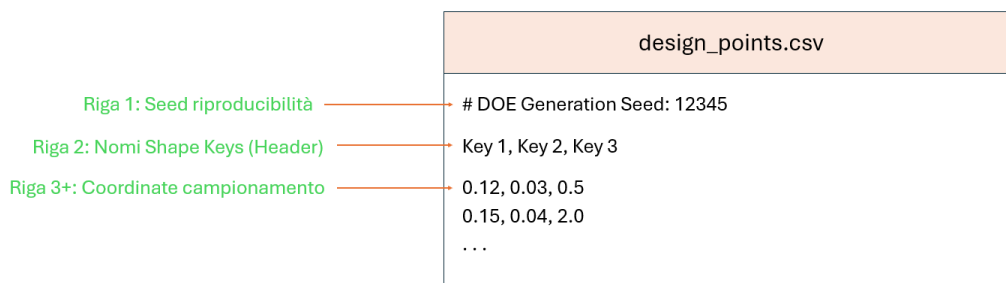 design_points.csv
Riga 1: Seed riproducibilità
# DOE Generation Seed: 12345
Riga 2: Nomi Shape Keys (Header)
Key 1, Key 2, Key 3
Riga 3+: Coordinate campionamento
0.12, 0.03, 0.5
0.15, 0.04, 2.0
. . .